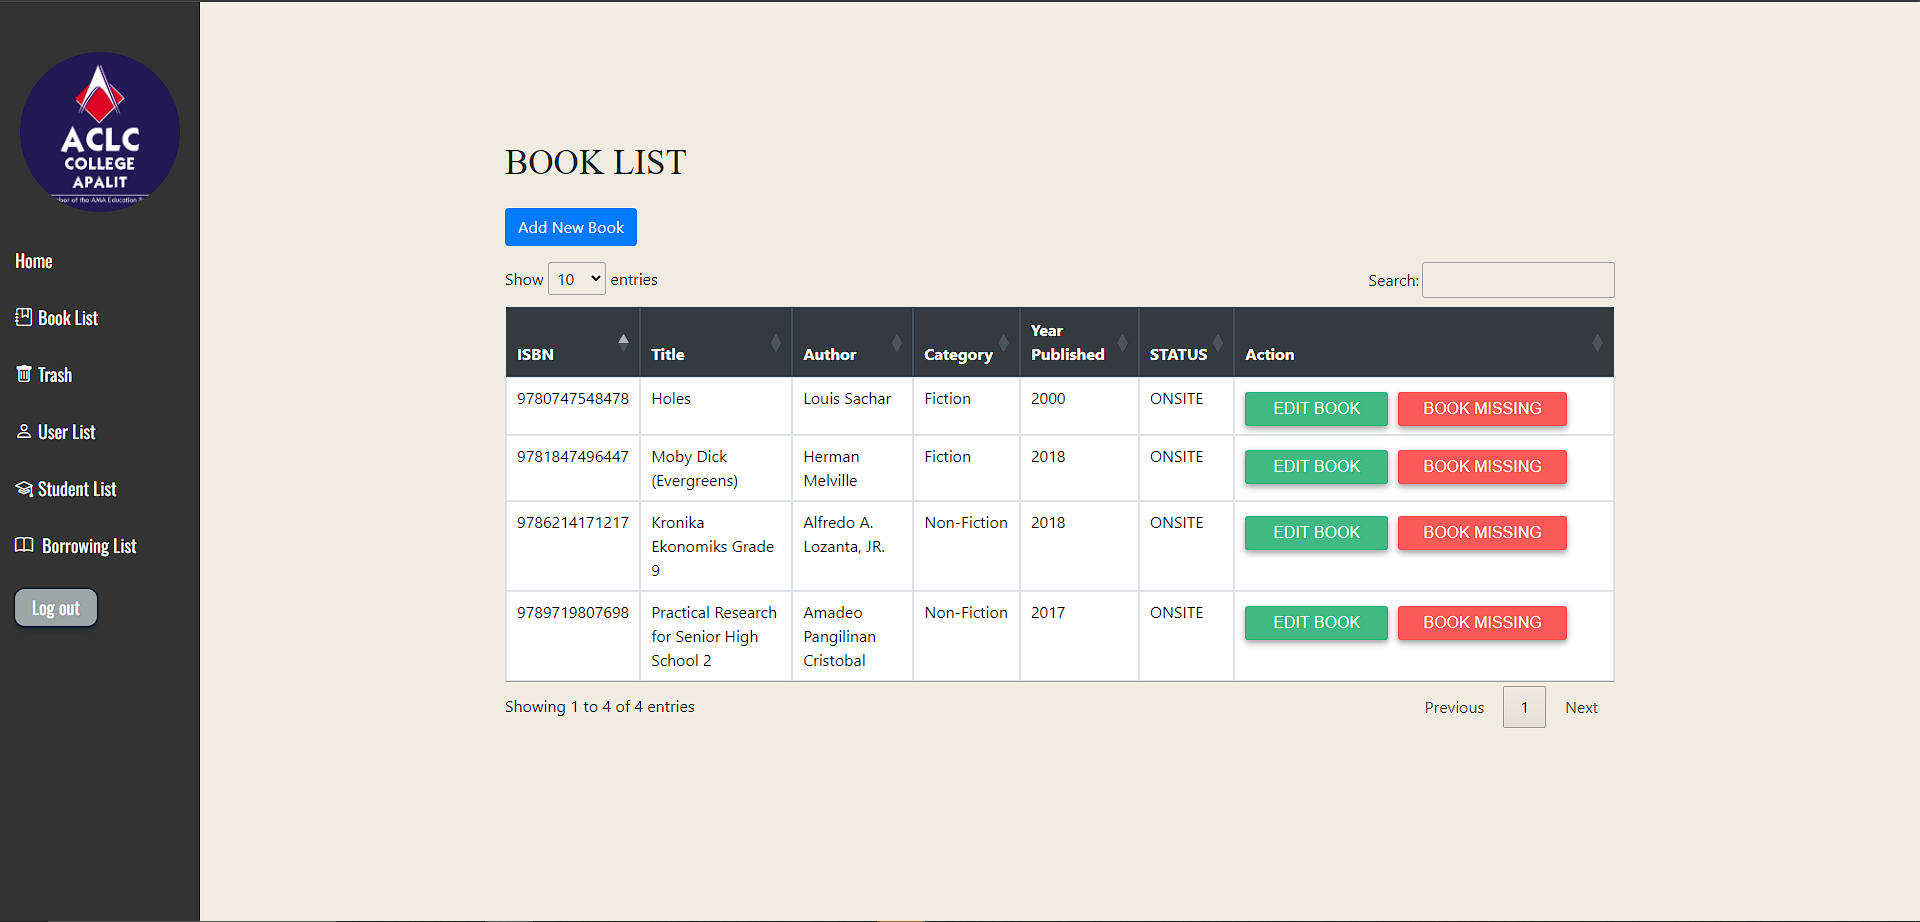 ACLC
COLLEGE
APALIT
Home
Book List
Trash
User List
Student List
Borrowing List
Log out
BOOK LIST
Add New Book
Show 10 entries
Search:
ISBN Title Author Category Year Published STATUS Action
9780747548478 Holes Louis Sachar Fiction 2000 ONSITE EDIT BOOK BOOK MISSING
9781847496447 Moby Dick (Evergreens) Herman Melville Fiction 2018 ONSITE EDIT BOOK BOOK MISSING
9786214171217 Kronika Ekonomiks Grade 9 Alfredo A. Lozanta, JR. Non-Fiction 2018 ONSITE EDIT BOOK BOOK MISSING
9789719807698 Practical Research for Senior High School 2 Amadeo Pangilinan Cristobal Non-Fiction 2017 ONSITE EDIT BOOK BOOK MISSING
Showing 1 to 4 of 4 entries
Previous 1 Next